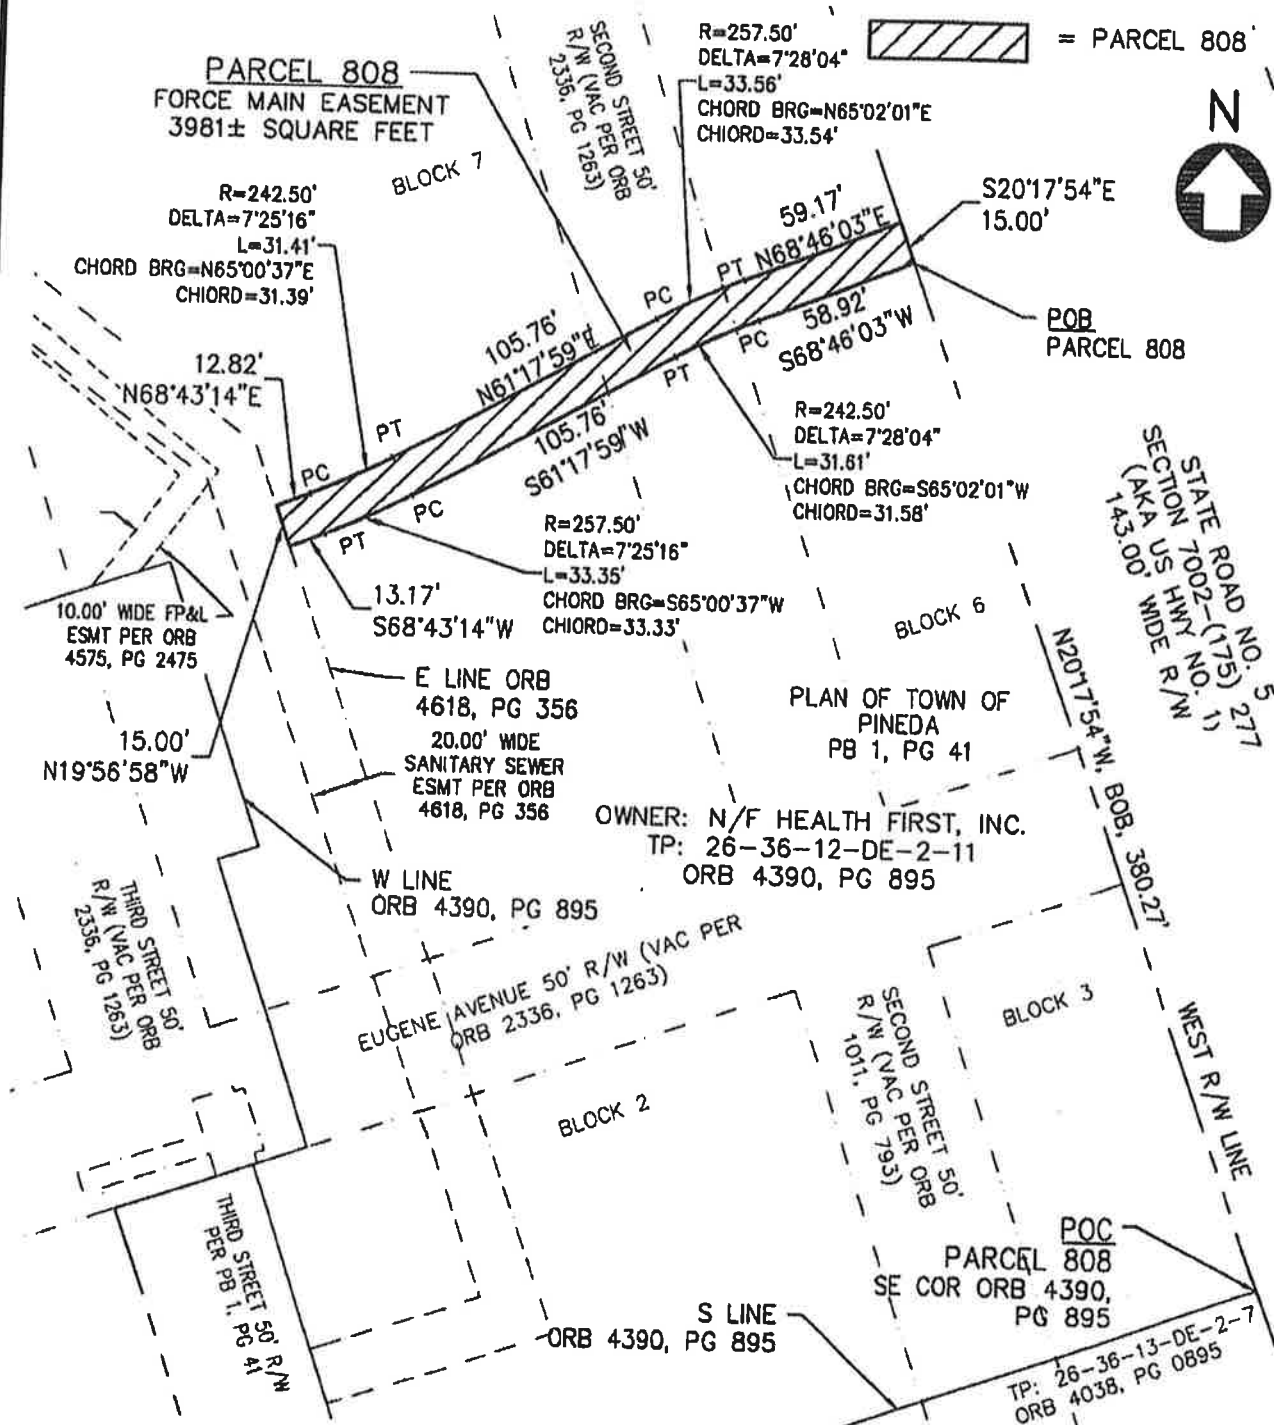 = PARCEL 808
N
PARCEL 808
FORCE MAIN EASEMENT
3981± SQUARE FEET
SECOND STREET 50'
R/W (VAC PER ORB
2336, PG 1263)
R=257.50'
DELTA=7°28'04"
L=33.56'
CHORD BRG=N65°02'01"E
CHIORD=33.54'
BLOCK 7
R=242.50'
DELTA=7°25'16"
L=31.41'
CHORD BRG=N65°00'37"E
CHIORD=31.39'
S20°17'54"E
15.00'
59.17'
N68°46'03"E
PT
PC
POB
PARCEL 808
58.92'
S68°46'03"W
PC
PT
105.76'
N61°17'59"E
105.76'
S61°17'59"W
12.82'
N68°43'14"E
PT
PC
PC
PT
R=242.50'
DELTA=7°28'04"
L=31.61'
CHORD BRG=S65°02'01"W
CHIORD=31.58'
STATE ROAD NO. 5
SECTION 7002-(175) 277
(AKA US HWY NO. 1)
143.00' WIDE R/W
R=257.50'
DELTA=7°25'16"
L=33.35'
CHORD BRG=S65°00'37"W
CHIORD=33.33'
13.17'
S68°43'14"W
10.00' WIDE FP&L
ESMT PER ORB
4575, PG 2475
BLOCK 6
E LINE ORB
4618, PG 356
20.00' WIDE
SANITARY SEWER
ESMT PER ORB
4618, PG 356
15.00'
N19°56'58"W
PLAN OF TOWN OF
PINEDA
PB 1, PG 41
N20°17'54"W, BOB, 380.27'
OWNER: N/F HEALTH FIRST, INC.
TP: 26-36-12-DE-2-11
ORB 4390, PG 895
W LINE
ORB 4390, PG 895
THIRD STREET 50'
R/W (VAC PER ORB
2336, PG 1263)
EUGENE AVENUE 50' R/W (VAC PER
ORB 2336, PG 1263)
SECOND STREET 50'
R/W (VAC PER ORB
1011, PG 793)
BLOCK 3
WEST R/W LINE
BLOCK 2
THIRD STREET 50' R/W
PER PB 1, PG 41
POC
PARCEL 808
SE COR ORB 4390,
PG 895
S LINE
ORB 4390, PG 895
TP: 26-36-13-DE-2-7
ORB 4038, PG 0895